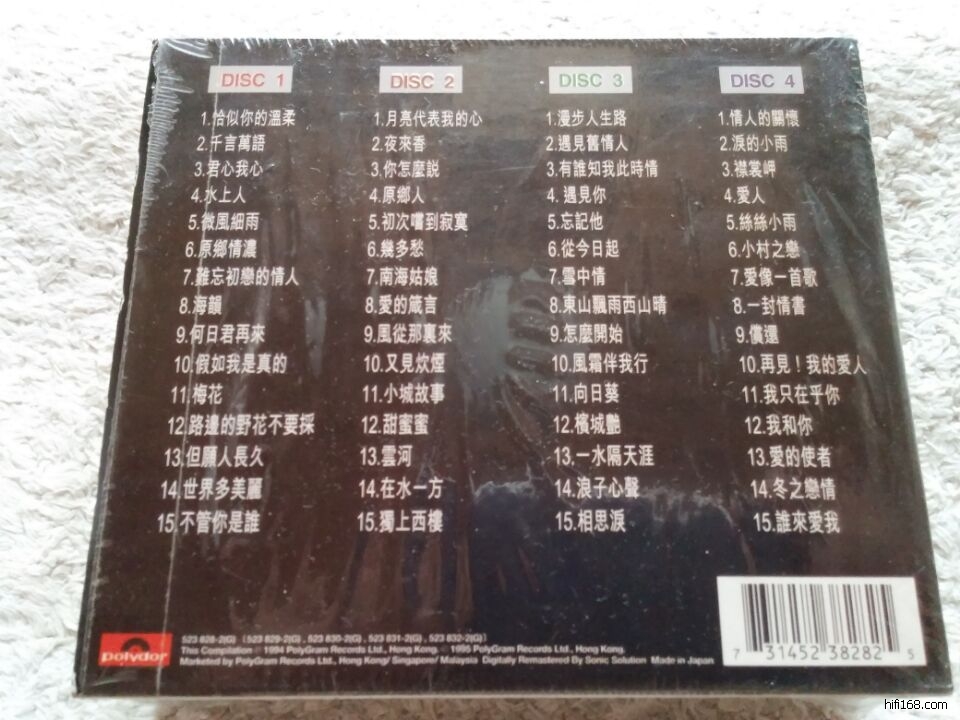 DISC 1
1.恰似你的溫柔
2.千言萬語
3.君心我心
4.水上人
5.微風細雨
6.原鄉情濃
7.難忘初戀的情人
8.海韻
9.何日君再來
10.假如我是真的
11.梅花
12.路邊的野花不要採
13.但願人長久
14.世界多美麗
15.不管你是誰
DISC 2
1.月亮代表我的心
2.夜來香
3.你怎麼說
4.原鄉人
5.初次嚐到寂寞
6.幾多愁
7.南海姑娘
8.愛的箴言
9.風從那裏來
10.又見炊煙
11.小城故事
12.甜蜜蜜
13.雲河
14.在水一方
15.獨上西樓
DISC 3
1.漫步人生路
2.遇見舊情人
3.有誰知我此時情
4.遇見你
5.忘記他
6.從今日起
7.雪中情
8.東山飄雨西山晴
9.怎麼開始
10.風霜伴我行
11.向日葵
12.檳城艷
13.一水隔天涯
14.浪子心聲
15.相思淚
DISC 4
1.情人的關懷
2.淚的小雨
3.襟裳岬
4.愛人
5.絲絲小雨
6.小村之戀
7.愛像一首歌
8.一封情書
9.償還
10.再見！我的愛人
11.我只在乎你
12.我和你
13.愛的使者
14.冬之戀情
15.誰來愛我
polydor
523 828-2(G) (523 829-2(G), 523 830-2(G), 523 831-2(G), 523 832-2(G))
This Compilation ℗ 1994 PolyGram Records Ltd., Hong Kong. © 1995 PolyGram Records Ltd., Hong Kong.
Marketed by PolyGram Records Ltd., Hong Kong/ Singapore/ Malaysia Digitally Remastered By Sonic Solution Made in Japan
7 31452 38282 5
hifi168.com